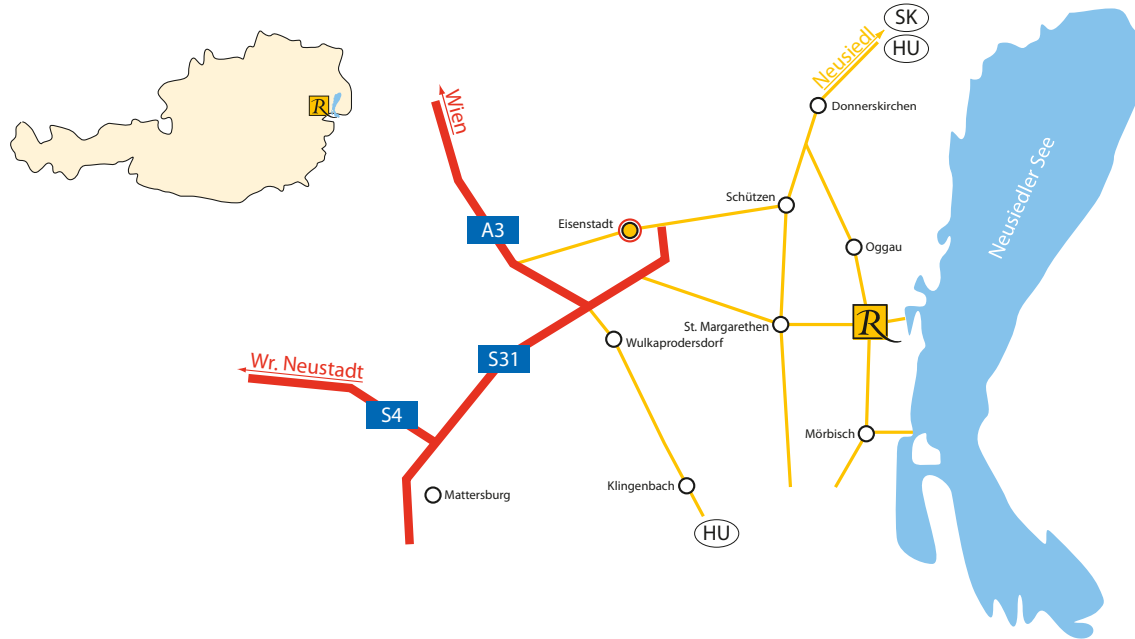 SK
HU
Neusiedl
Donnerskirchen
Wien
R
Neusiedler See
Schützen
Eisenstadt
A3
Oggau
R
St. Margarethen
Wulkaprodersdorf
S31
Wr. Neustadt
S4
Mörbisch
Klingenbach
Mattersburg
HU